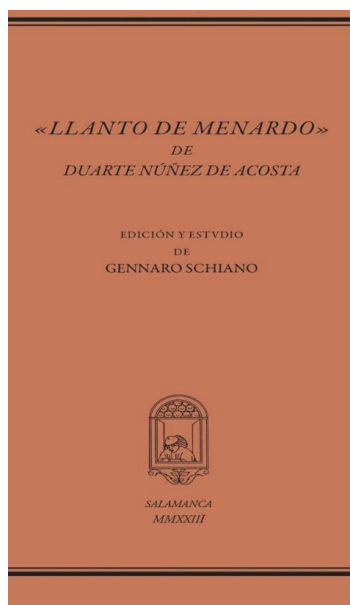 «LLANTO DE MENARDO»
DE
DUARTE NÚÑEZ DE ACOSTA
EDICIÓN Y ESTVDIO
DE
GENNARO SCHIANO
SALAMANCA
MMXXIII